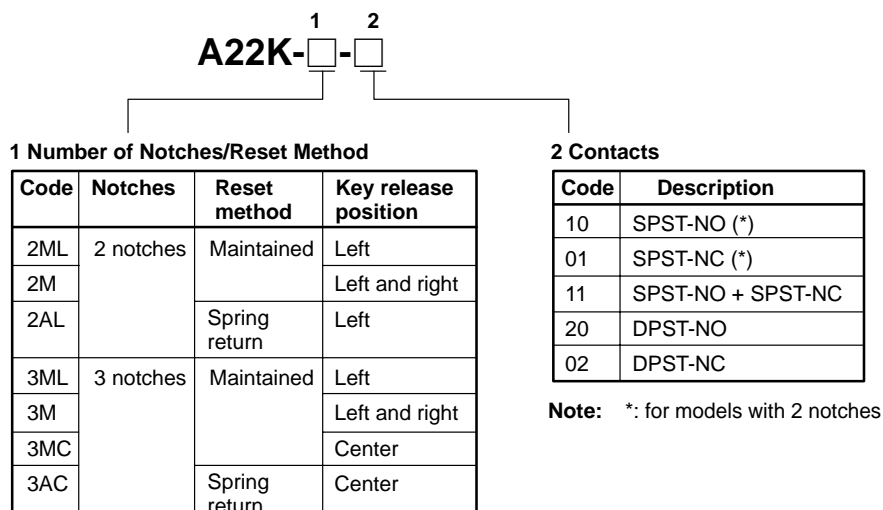 1 2
A22K-□-□
1 Number of Notches/Reset Method
Code Notches Reset method Key release position
2ML 2 notches Maintained Left
2M Left and right
2AL Spring return Left
3ML 3 notches Maintained Left
3M Left and right
3MC Center
3AC Spring return Center
2 Contacts
Code Description
10 SPST-NO (*)
01 SPST-NC (*)
11 SPST-NO + SPST-NC
20 DPST-NO
02 DPST-NC
Note: *: for models with 2 notches